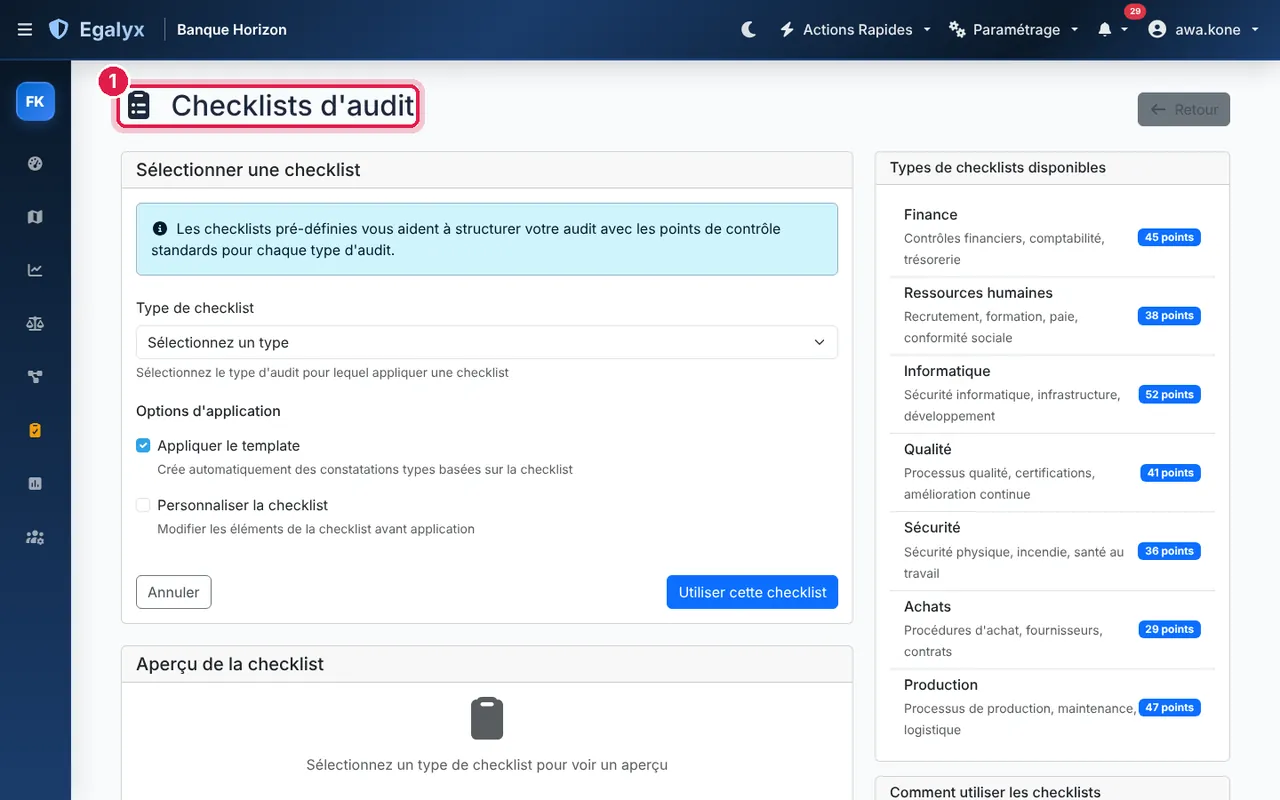 Egalyx
Banque Horizon
Actions Rapides
Paramétrage
29
awa.kone
FK
1
Checklists d'audit
Retour
Sélectionner une checklist
Les checklists pré-définies vous aident à structurer votre audit avec les points de contrôle
standards pour chaque type d'audit.
Type de checklist
Sélectionnez un type
Sélectionnez le type d'audit pour lequel appliquer une checklist
Options d'application
Appliquer le template
Crée automatiquement des constatations types basées sur la checklist
Personnaliser la checklist
Modifier les éléments de la checklist avant application
Annuler
Utiliser cette checklist
Aperçu de la checklist
Sélectionnez un type de checklist pour voir un aperçu
Types de checklists disponibles
Finance
Contrôles financiers, comptabilité,
trésorerie
45 points
Ressources humaines
Recrutement, formation, paie,
conformité sociale
38 points
Informatique
Sécurité informatique, infrastructure,
développement
52 points
Qualité
Processus qualité, certifications,
amélioration continue
41 points
Sécurité
Sécurité physique, incendie, santé au
travail
36 points
Achats
Procédures d'achat, fournisseurs,
contrats
29 points
Production
Processus de production, maintenance,
logistique
47 points
Comment utiliser les checklists